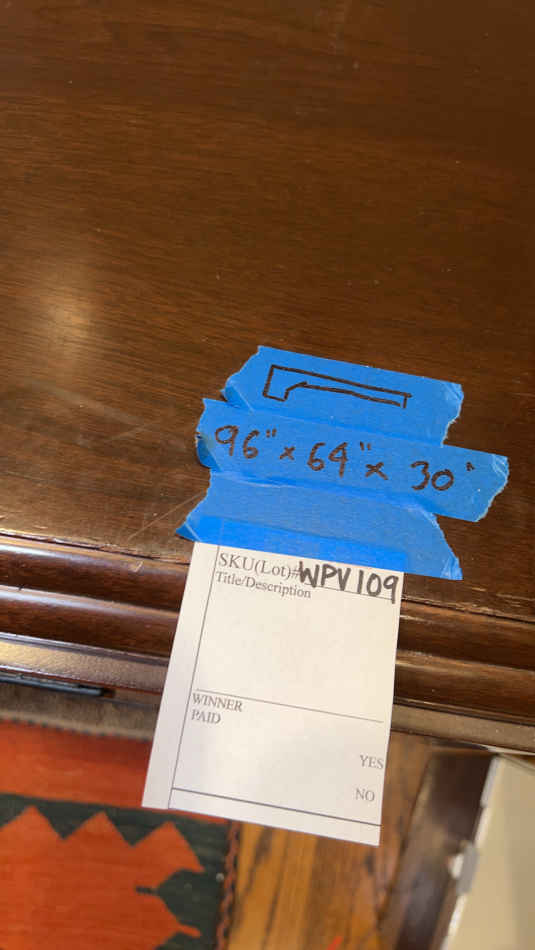 96" x 64" x 30"
SKU(Lot)#WPV109
Title/Description
WINNER
PAID
YES
NO